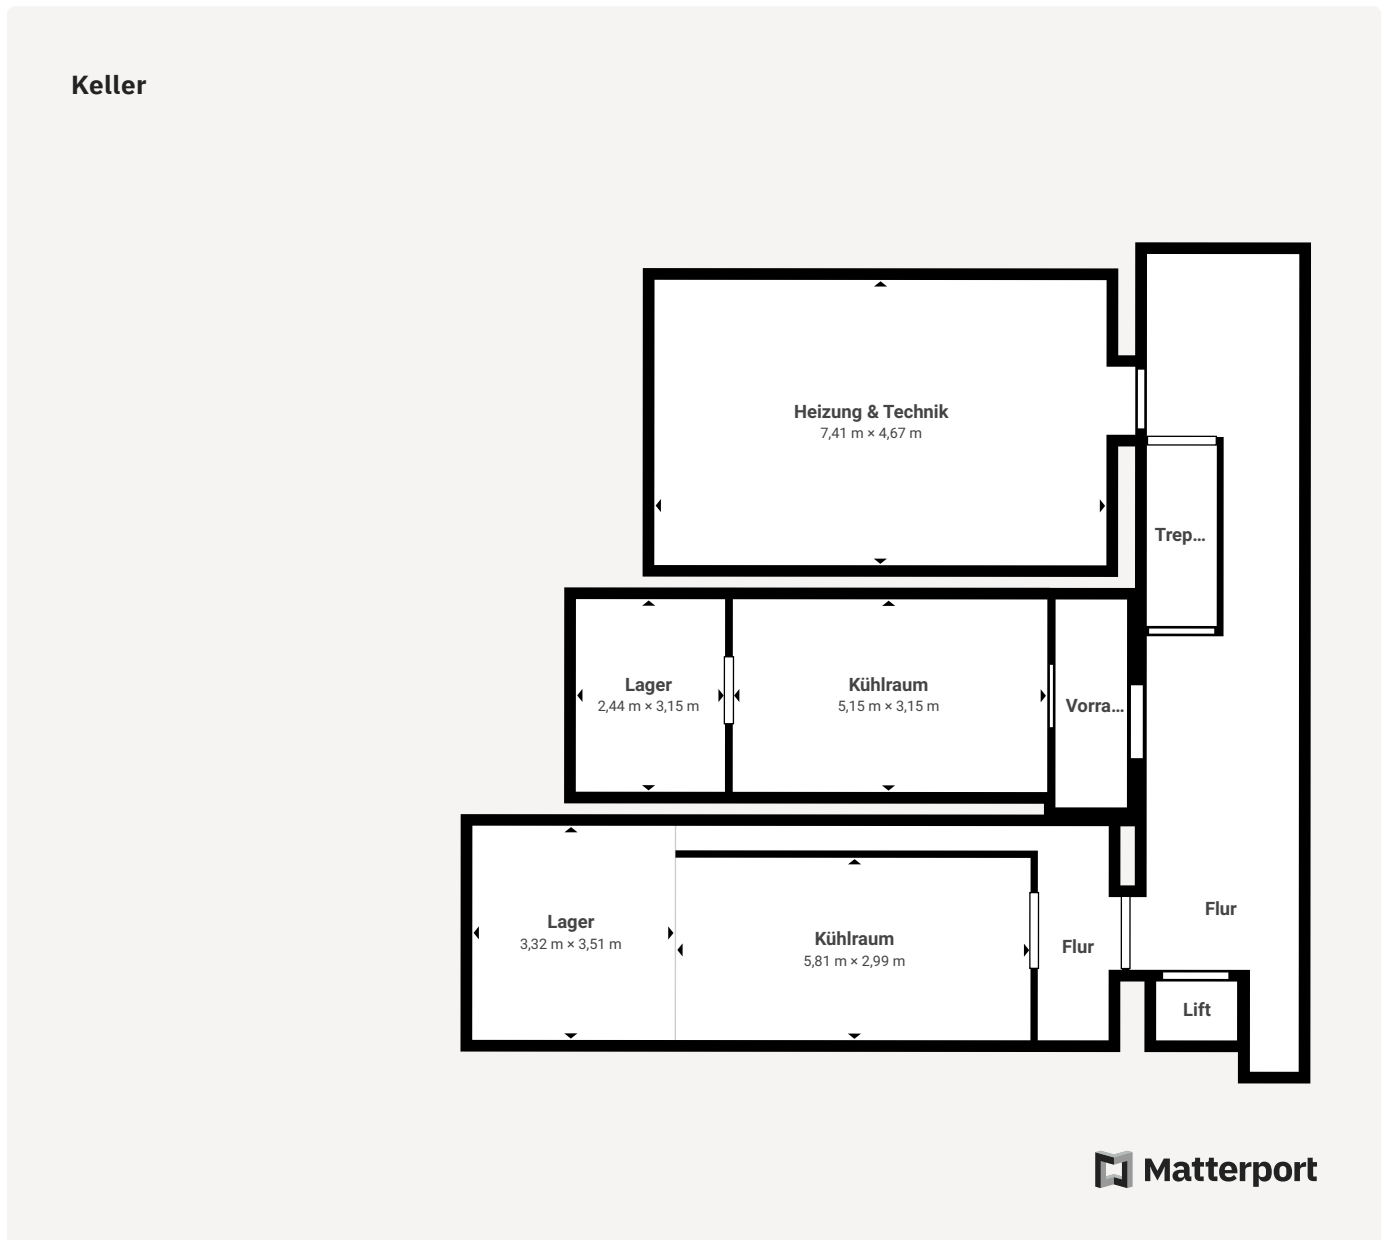 Keller
Heizung & Technik
7,41 m × 4,67 m
Trep...
Lager
2,44 m × 3,15 m
Kühlraum
5,15 m × 3,15 m
Vorra...
Lager
3,32 m × 3,51 m
Kühlraum
5,81 m × 2,99 m
Flur
Flur
Lift
Matterport